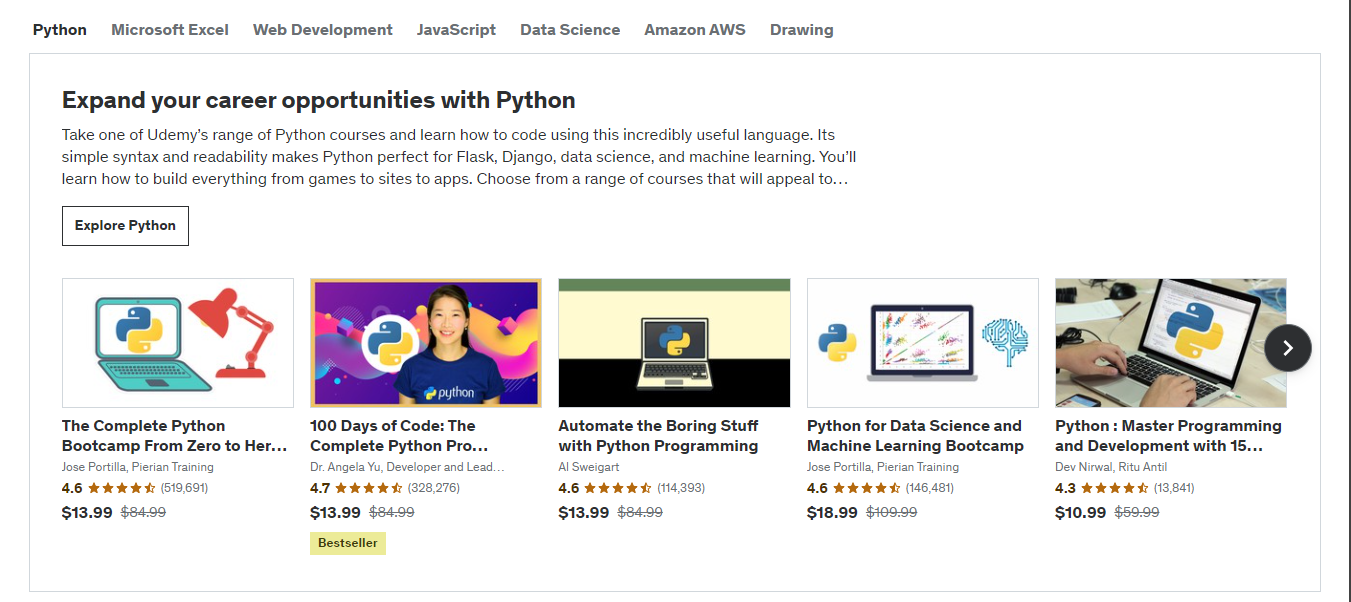 Python Microsoft Excel Web Development JavaScript Data Science Amazon AWS Drawing
Expand your career opportunities with Python
Take one of Udemy’s range of Python courses and learn how to code using this incredibly useful language. Its
simple syntax and readability makes Python perfect for Flask, Django, data science, and machine learning. You’ll
learn how to build everything from games to sites to apps. Choose from a range of courses that will appeal to…
Explore Python
python
The Complete Python
Bootcamp From Zero to Her…
Jose Portilla, Pierian Training
4.6 (519,691)
$13.99 $84.99
100 Days of Code: The
Complete Python Pro…
Dr. Angela Yu, Developer and Lead…
4.7 (328,276)
$13.99 $84.99
Bestseller
Automate the Boring Stuff
with Python Programming
Al Sweigart
4.6 (114,393)
$13.99 $84.99
Python for Data Science and
Machine Learning Bootcamp
Jose Portilla, Pierian Training
4.6 (146,481)
$18.99 $109.99
Python : Master Programming
and Development with 15…
Dev Nirwal, Ritu Antil
4.3 (13,841)
$10.99 $59.99